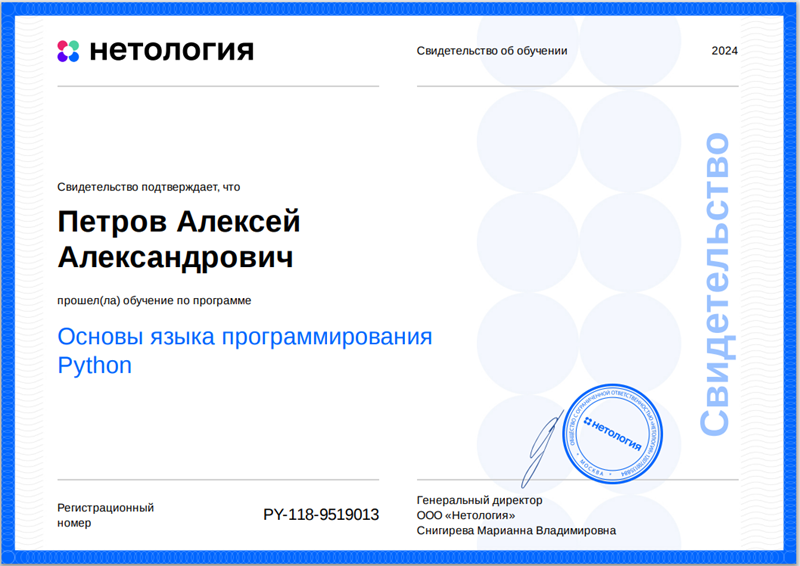 нетология
Свидетельство об обучении
2024
Свидетельство
Свидетельство подтверждает, что
Петров Алексей
Александрович
прошел(ла) обучение по программе
Основы языка программирования
Python
ОБЩЕСТВО С ОГРАНИЧЕННОЙ ОТВЕТСТВЕННОСТЬЮ «НЕТОЛОГИЯ»
МОСКВА
нетология
Регистрационный
номер
PY-118-9519013
Генеральный директор
ООО «Нетология»
Снигирева Марианна Владимировна